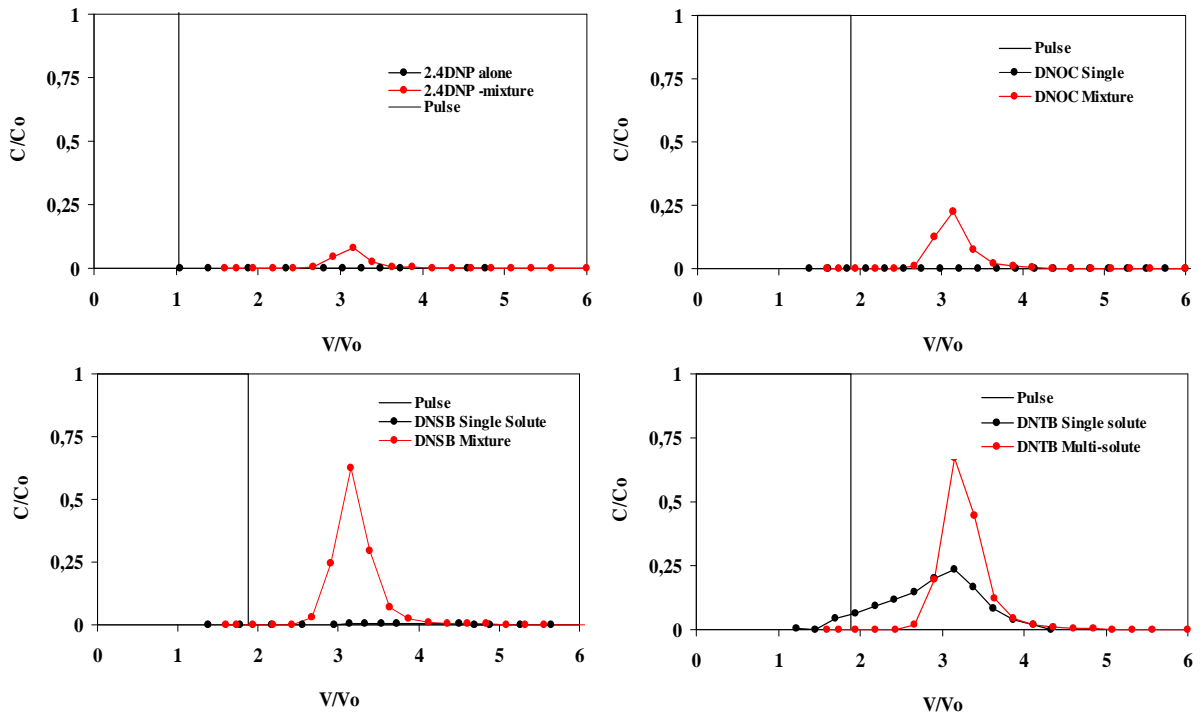 1
0,75
0,5
0,25
0
C/Co
2.4DNP alone
2.4DNP -mixture
Pulse
0 1 2 3 4 5 6
V/Vo
1
0,75
0,5
0,25
0
C/Co
Pulse
DNOC Single
DNOC Mixture
0 1 2 3 4 5 6
V/Vo
1
0,75
0,5
0,25
0
C/Co
Pulse
DNSB Single Solute
DNSB Mixture
0 1 2 3 4 5 6
V/Vo
1
0,75
0,5
0,25
0
C/Co
Pulse
DNTB Single solute
DNTB Multi-solute
0 1 2 3 4 5 6
V/Vo